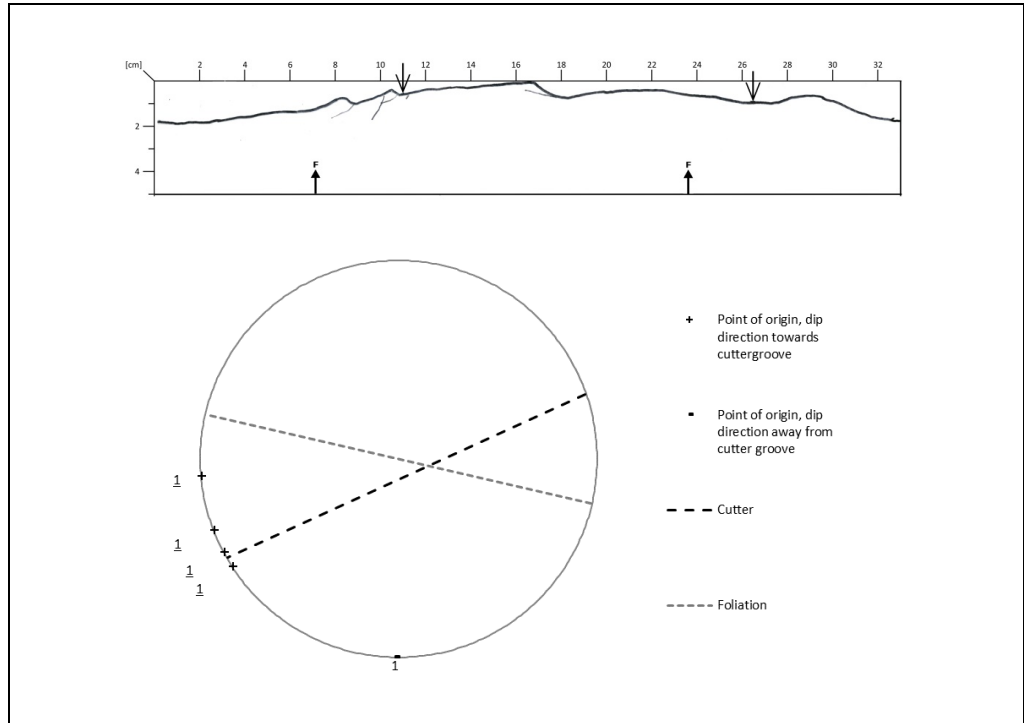 [cm] 2 4 6 8 10 12 14 16 18 20 22 24 26 28 30 32
2
4
F F
Point of origin, dip
direction towards
cuttergroove
Point of origin, dip
direction away from
cutter groove
1
Cutter
1
1
1
Foliation
1